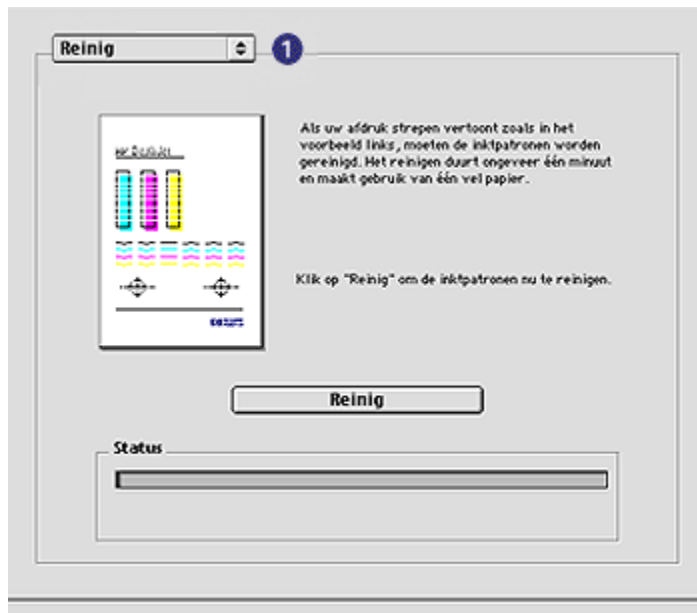 Reinig
1
Als uw afdruk strepen vertoont zoals in het
voorbeeld links, moeten de inktpatronen worden
gereinigd. Het reinigen duurt ongeveer één minuut
en maakt gebruik van één vel papier.
Klik op "Reinig" om de inktpatronen nu te reinigen.
Reinig
Status